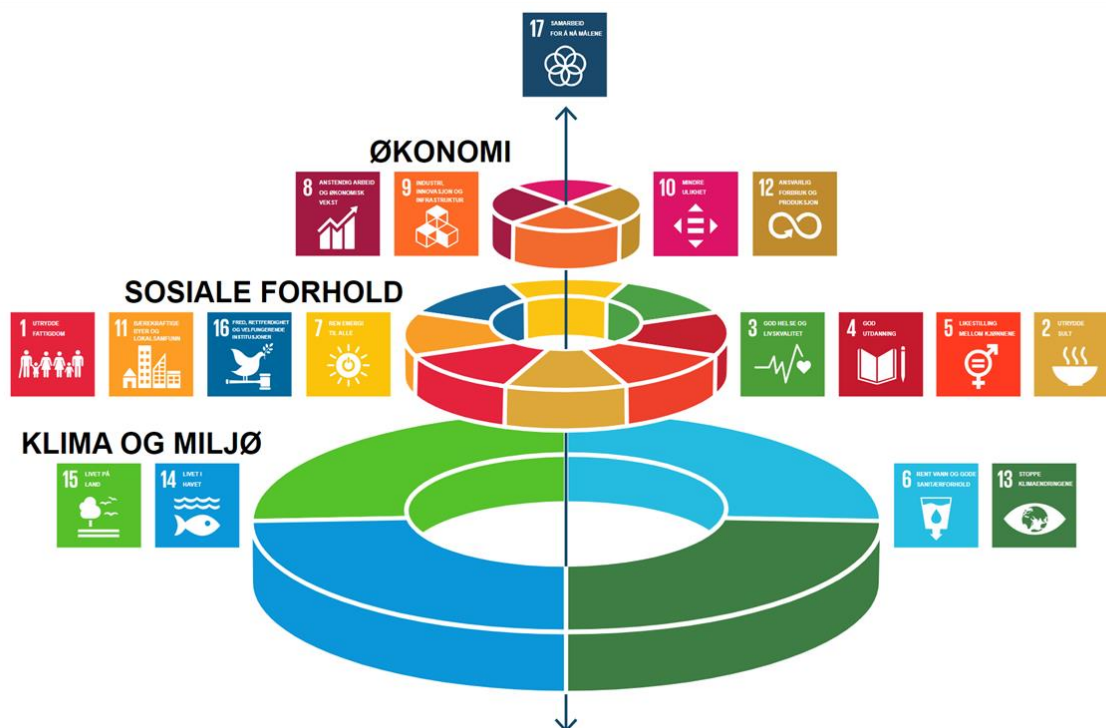 17 SAMARBEID
FOR Å NÅ MÅLENE
ØKONOMI
8 ANSTENDIG ARBEID
OG ØKONOMISK
VEKST
9 INDUSTRI,
INNOVASJON OG
INFRASTRUKTUR
10 MINDRE
ULIKHET
12 ANSVARLIG
FORBRUK OG
PRODUKSJON
SOSIALE FORHOLD
1 UTRYDDE
FATTIGDOM
11 BÆREKRAFTIGE
BYER OG
LOKALSAMFUNN
16 FRED, RETTFERDIGHET
OG VELFUNGERENDE
INSTITUSJONER
7 REN ENERGI
TIL ALLE
3 GOD HELSE OG
LIVSKVALITET
4 GOD
UTDANNING
5 LIKESTILLING
MELLOM KJØNNENE
2 UTRYDDE
SULT
KLIMA OG MILJØ
15 LIVET PÅ
LAND
14 LIVET I
HAVET
6 RENT VANN OG GODE
SANITÆRFORHOLD
13 STOPPE
KLIMAENDRINGENE